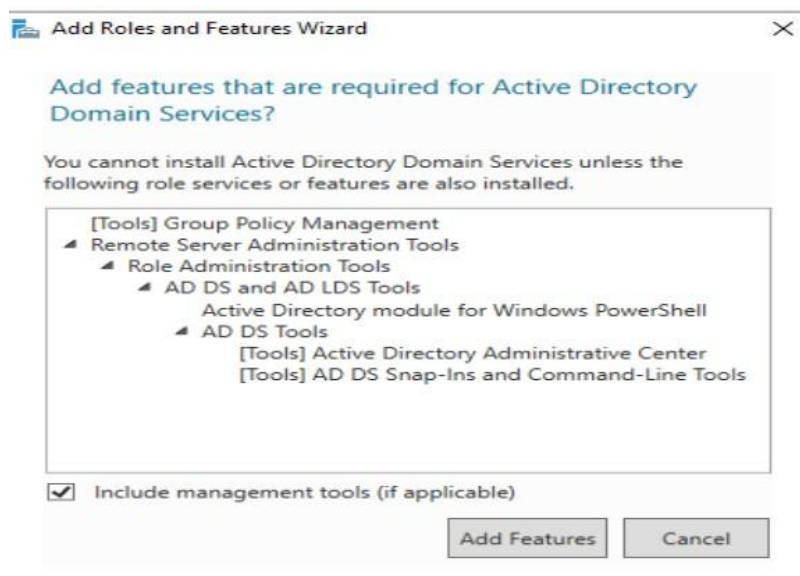 Add Roles and Features Wizard
Add features that are required for Active Directory
Domain Services?
You cannot install Active Directory Domain Services unless the
following role services or features are also installed.
[Tools] Group Policy Management
Remote Server Administration Tools
Role Administration Tools
AD DS and AD LDS Tools
Active Directory module for Windows PowerShell
AD DS Tools
[Tools] Active Directory Administrative Center
[Tools] AD DS Snap-Ins and Command-Line Tools
Include management tools (if applicable)
Add Features Cancel